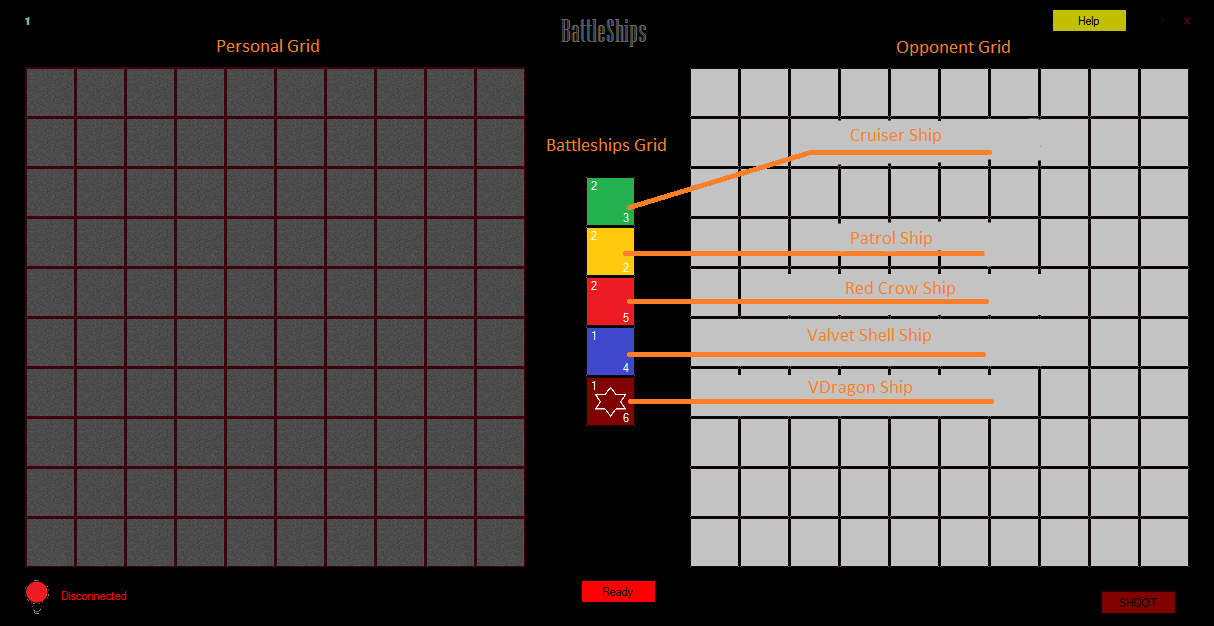 1
BattleShips
Help
- x
Personal Grid
Opponent Grid
Battleships Grid
Cruiser Ship
2
3
Patrol Ship
2
2
Red Crow Ship
2
5
Valvet Shell Ship
1
4
VDragon Ship
1
6
Disconnected
Ready
SHOOT